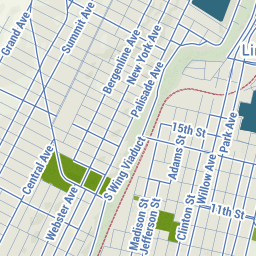 Grand Ave
Summit Ave
Bergenline Ave
New York Ave
Palisade Ave
Lin
15th St
Park Ave
Adams St
Willow Ave
Central Ave
Webster Ave
S Wing Viaduct
Madison St
Jefferson St
Clinton St
11th St